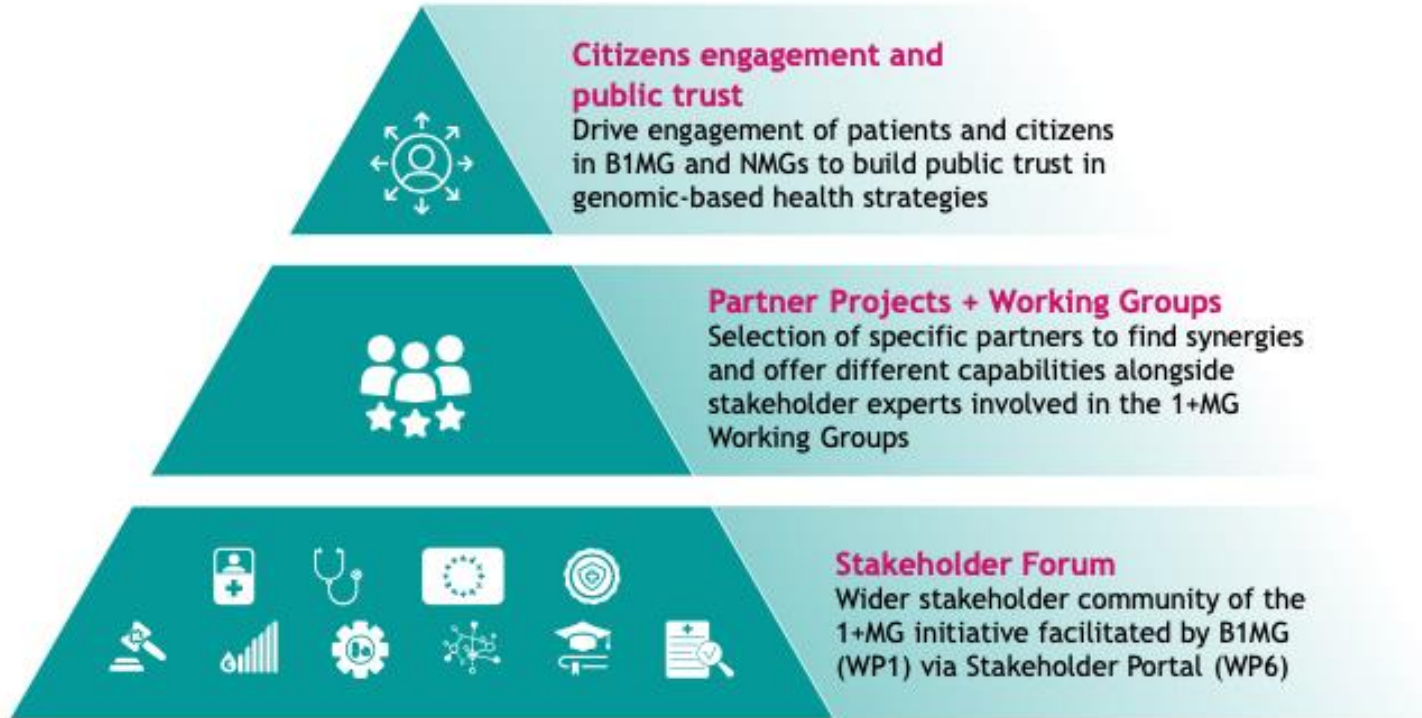 Citizens engagement and
public trust
Drive engagement of patients and citizens
in B1MG and NMGs to build public trust in
genomic-based health strategies
Partner Projects + Working Groups
Selection of specific partners to find synergies
and offer different capabilities alongside
stakeholder experts involved in the 1+MG
Working Groups
Stakeholder Forum
Wider stakeholder community of the
1+MG initiative facilitated by B1MG
(WP1) via Stakeholder Portal (WP6)